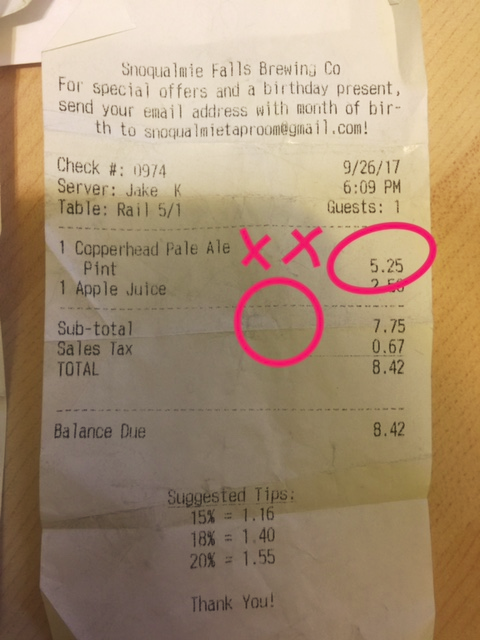 Snoqualmie Falls Brewing Co
For special offers and a birthday present,
send your email address with month of bir-
th to snoqualmietaproom@gmail.com!
Check #: 0974 9/26/17
Server: Jake K 6:09 PM
Table: Rail 5/1 Guests: 1
1 Copperhead Pale Ale
Pint 5.25
1 Apple Juice 2.50
Sub-total 7.75
Sales Tax 0.67
TOTAL 8.42
Balance Due 8.42
Suggested Tips:
15% = 1.16
18% = 1.40
20% = 1.55
Thank You!